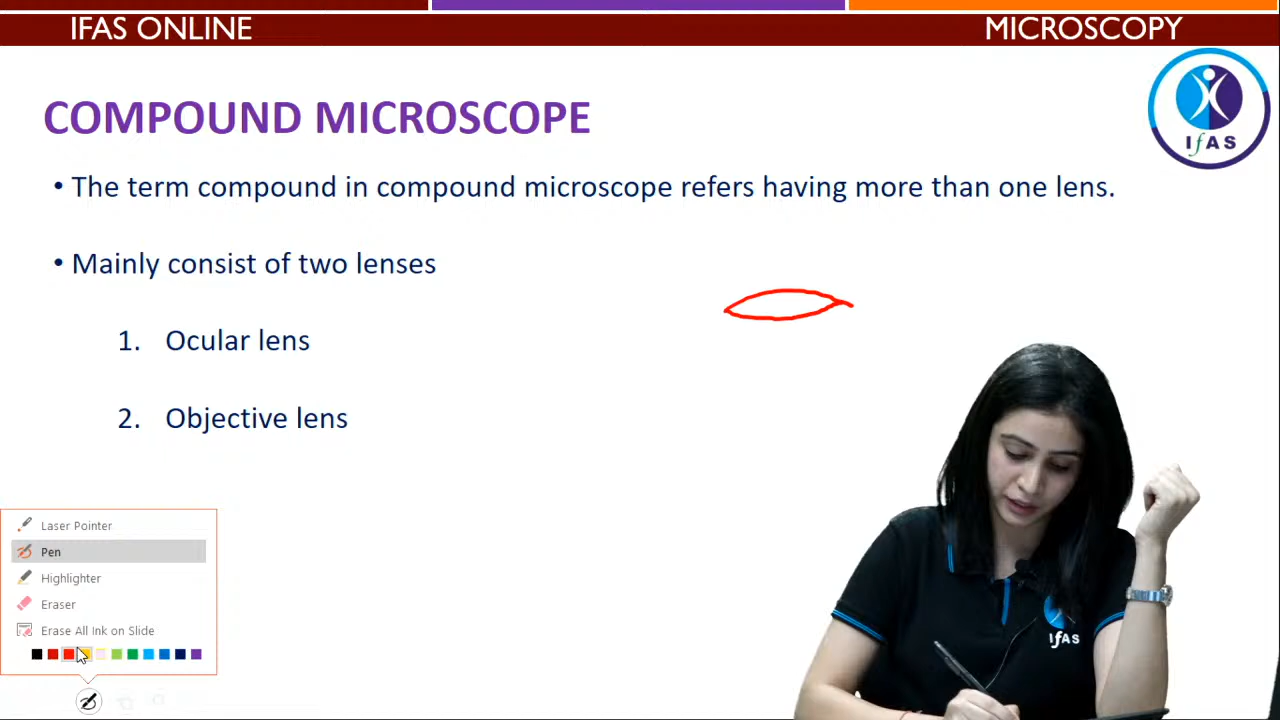 IFAS ONLINE
MICROSCOPY
IfAS
COMPOUND MICROSCOPE
• The term compound in compound microscope refers having more than one lens.
• Mainly consist of two lenses
1. Ocular lens
2. Objective lens
Laser Pointer
Pen
Highlighter
Eraser
Erase All Ink on Slide
IfAS